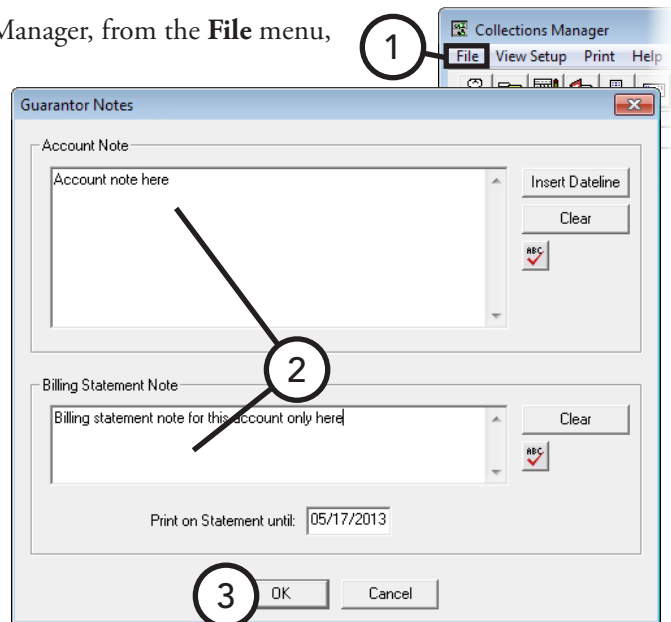 Manager, from the File menu,
1
Collections Manager
File View Setup Print Help
Guarantor Notes
Account Note
Account note here
Insert Dateline
Clear
ABC
2
Billing Statement Note
Billing statement note for this account only here
Clear
ABC
Print on Statement until: 05/17/2013
3 OK Cancel